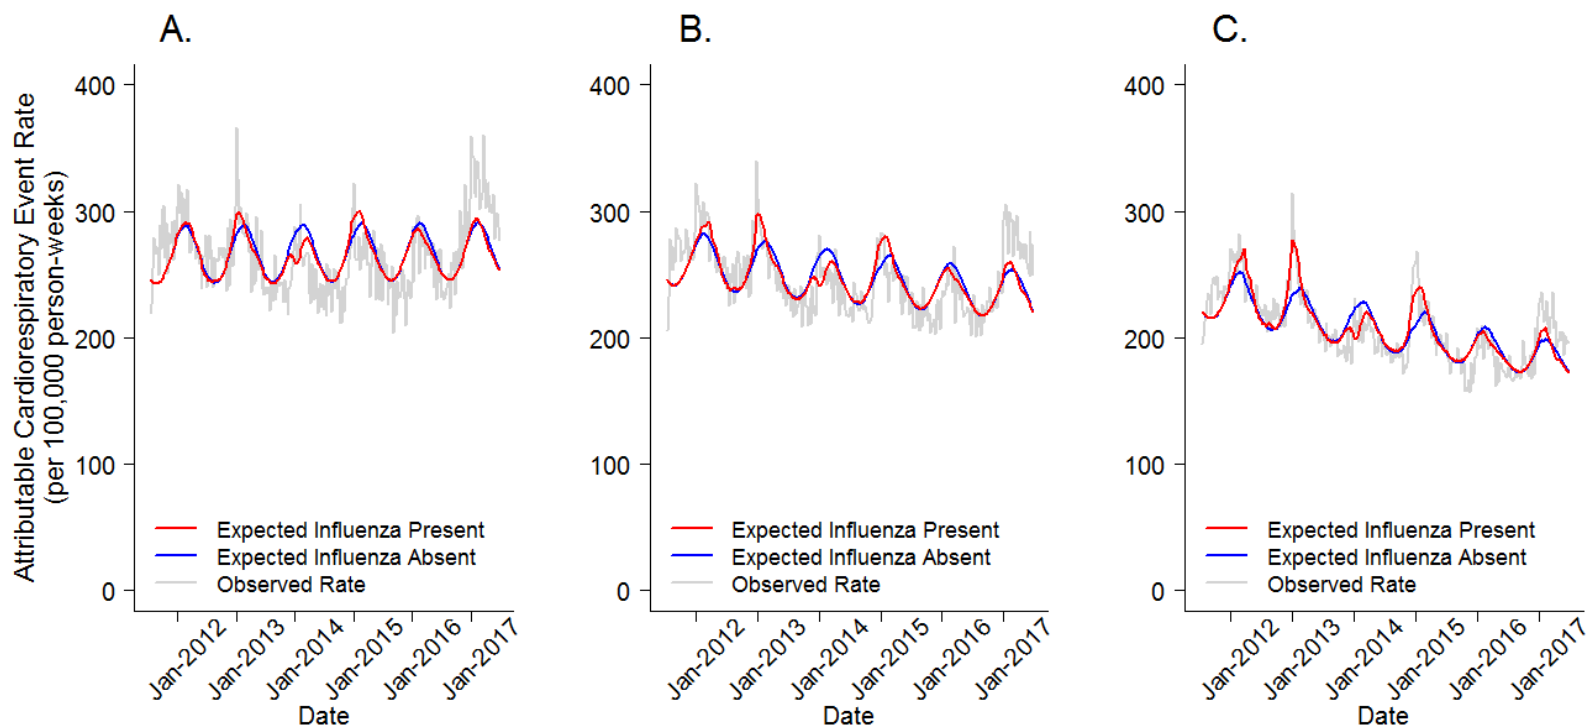 A.
B.
C.
Attributable Cardiorespiratory Event Rate
(per 100,000 person-weeks)
400
300
200
100
0
Expected Influenza Present
Expected Influenza Absent
Observed Rate
Jan-2012
Jan-2013
Jan-2014
Jan-2015
Jan-2016
Jan-2017
Date
400
300
200
100
0
Expected Influenza Present
Expected Influenza Absent
Observed Rate
Jan-2012
Jan-2013
Jan-2014
Jan-2015
Jan-2016
Jan-2017
Date
400
300
200
100
0
Expected Influenza Present
Expected Influenza Absent
Observed Rate
Jan-2012
Jan-2013
Jan-2014
Jan-2015
Jan-2016
Jan-2017
Date